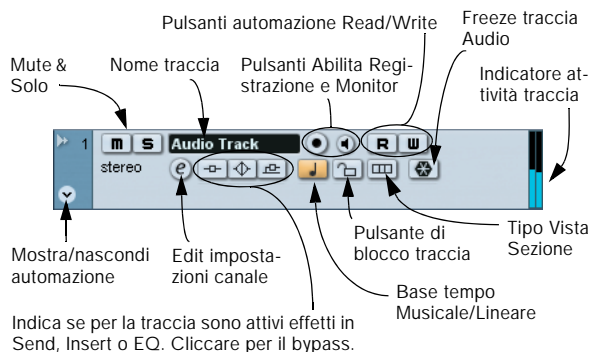 Pulsanti automazione Read/Write
Freeze traccia
Audio
Mute &
Solo
Nome traccia
Pulsanti Abilita Regi-
strazione e Monitor
Indicatore at-
tività traccia
1
m
S
Audio Track
R
W
stereo
e
Mostra/nascondi
automazione
Edit imposta-
zioni canale
Pulsante di
blocco traccia
Tipo Vista
Sezione
Base tempo
Musicale/Lineare
Indica se per la traccia sono attivi effetti in
Send, Insert o EQ. Cliccare per il bypass.